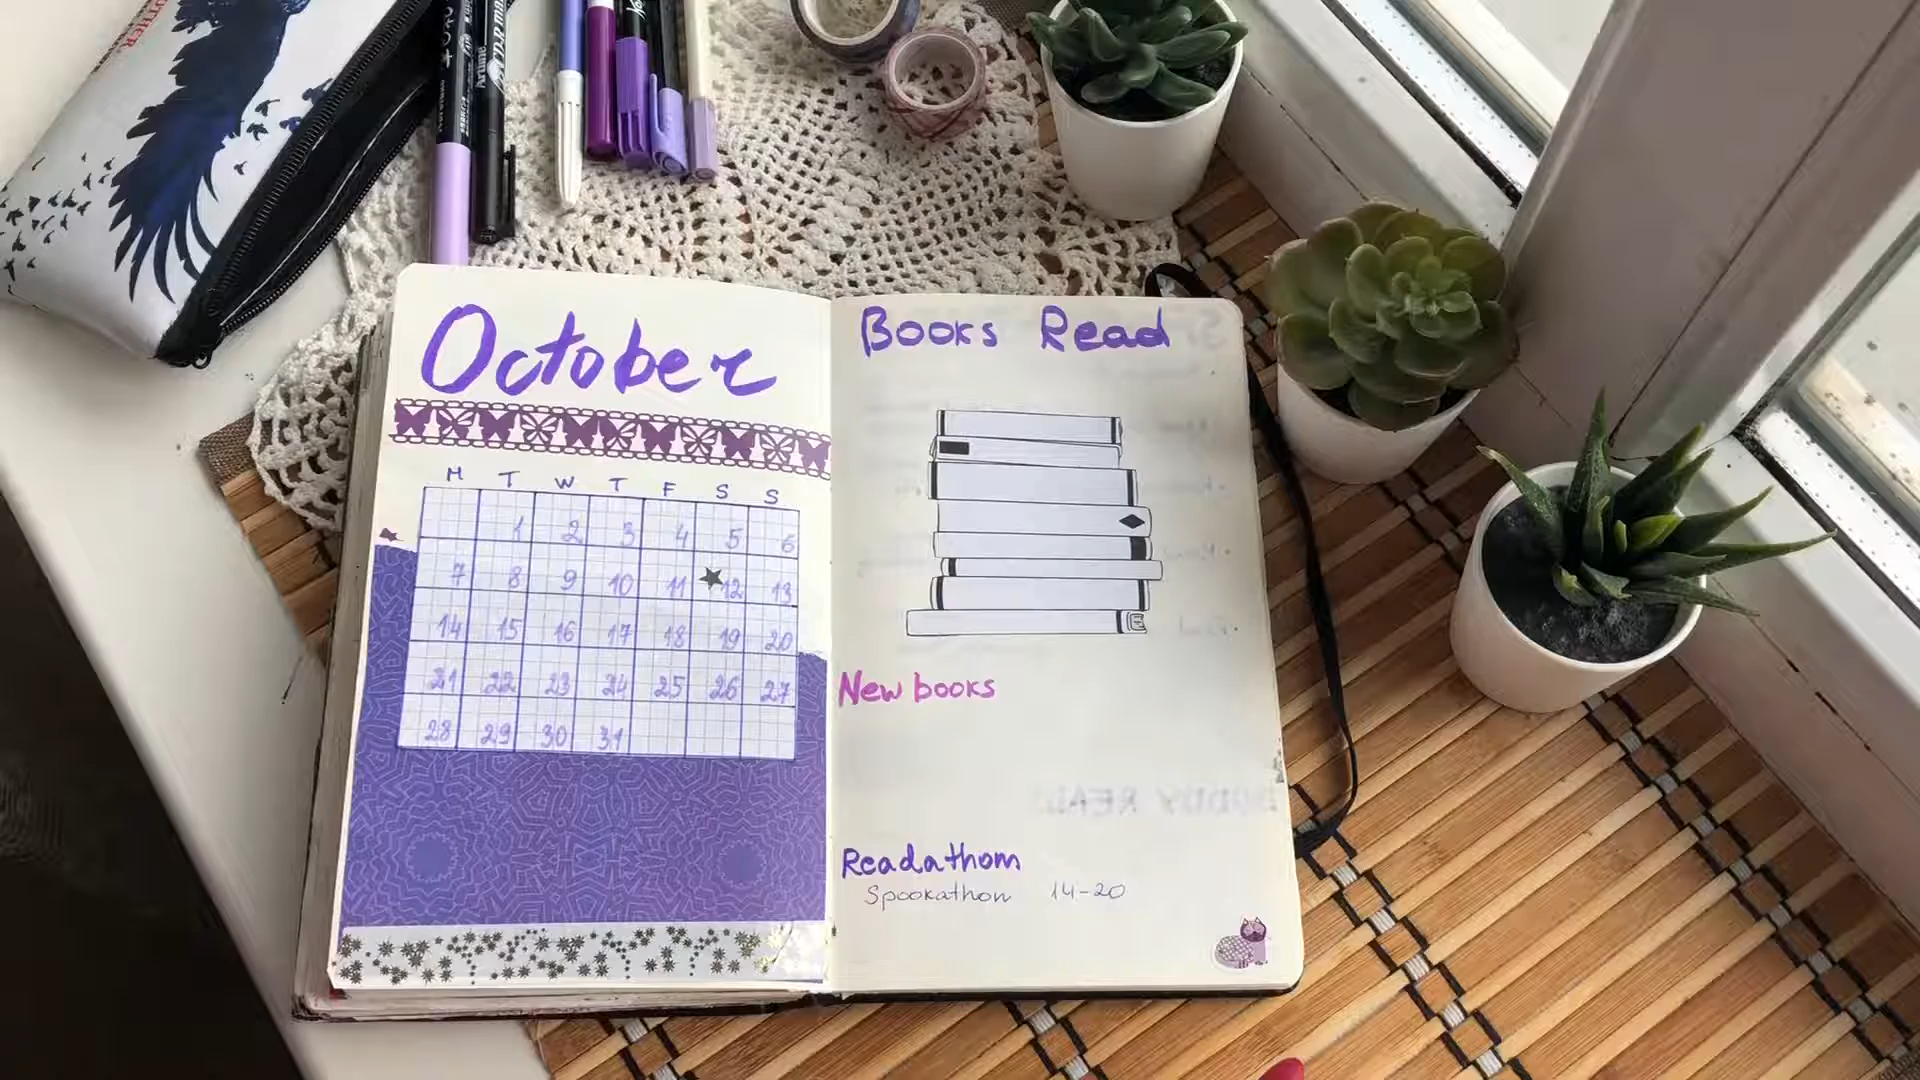 October
M T W T F S S
1 2 3 4 5 6
7 8 9 10 11 12 13
14 15 16 17 18 19 20
21 22 23 24 25 26 27
28 29 30 31
Books Read
New books
Readathom
Spookathon 14-20